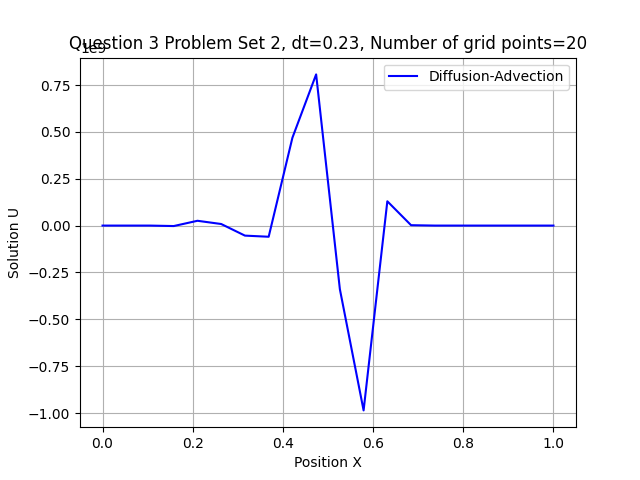 Question 3 Problem Set 2, dt=0.23, Number of grid points=20
Diffusion-Advection
0.75
0.50
0.25
0.00
−0.25
−0.50
−0.75
−1.00
Solution U
0.0 0.2 0.4 0.6 0.8 1.0
Position X